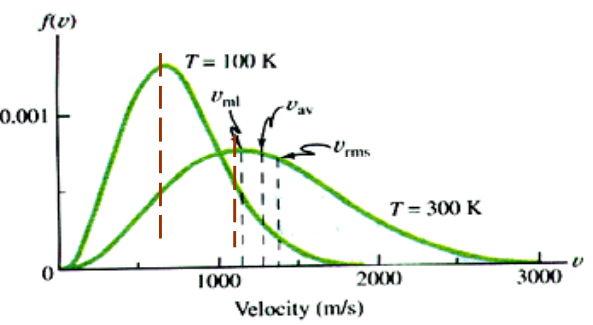 f(v)
T = 100 K
v_ml
v_av
0.001
v_rms
T = 300 K
0
1000
2000
3000
v
Velocity (m/s)